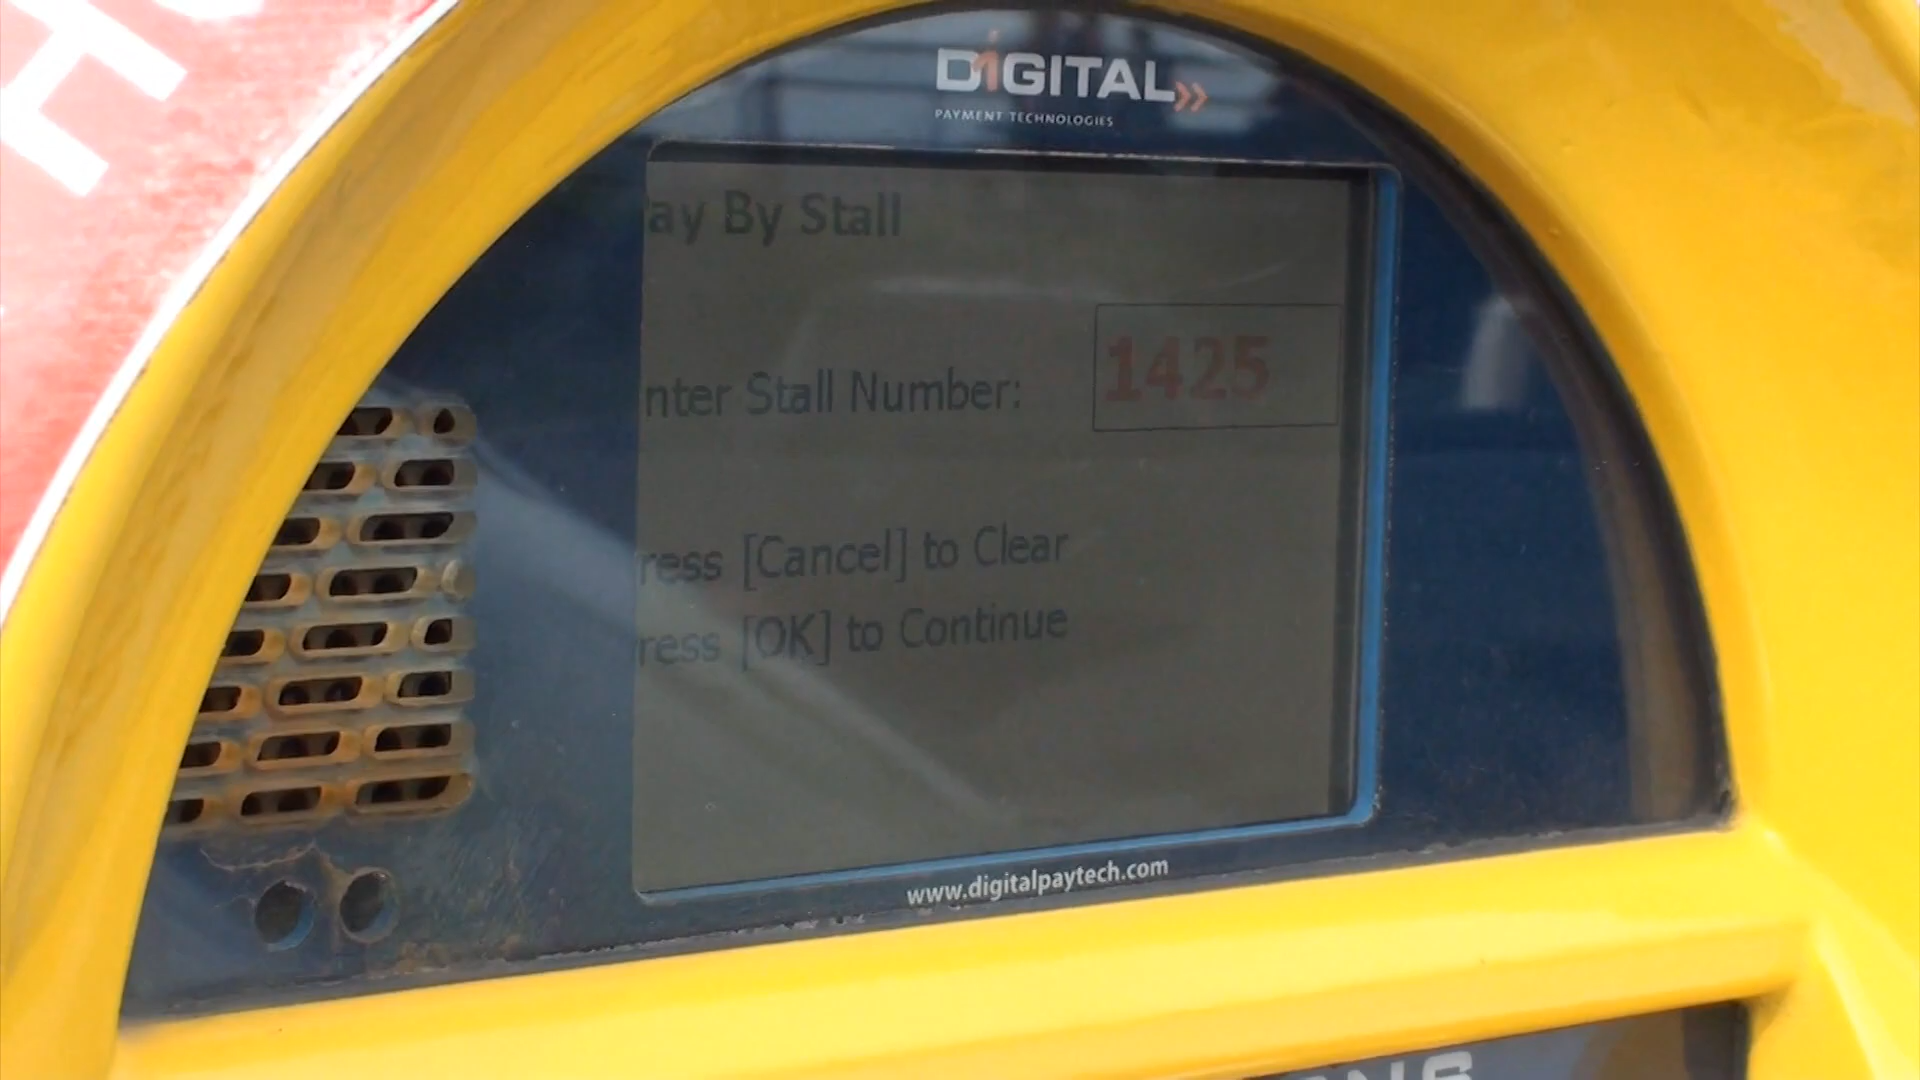 DiGITAL
PAYMENT TECHNOLOGIES
ay By Stall
nter Stall Number: 1425
ress [Cancel] to Clear
ress [OK] to Continue
www.digitalpaytech.com